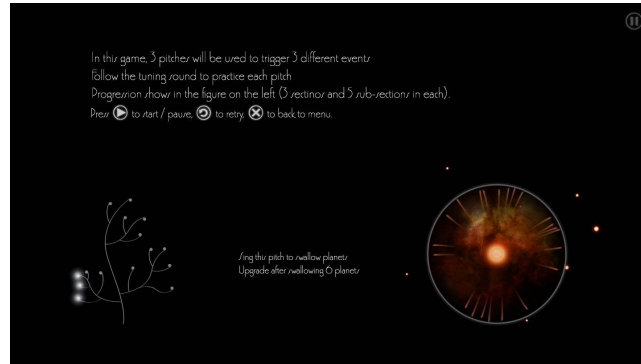 In this game, 3 pitches will be used to trigger 3 different events
Follow the tuning sound to practice each pitch
Progression shows in the figure on the left (3 sectinos and 5 sub-sections in each).
Press to start / pause, to retry, to back to menu.
Sing this pitch to swallow planets
Upgrade after swallowing 6 planets